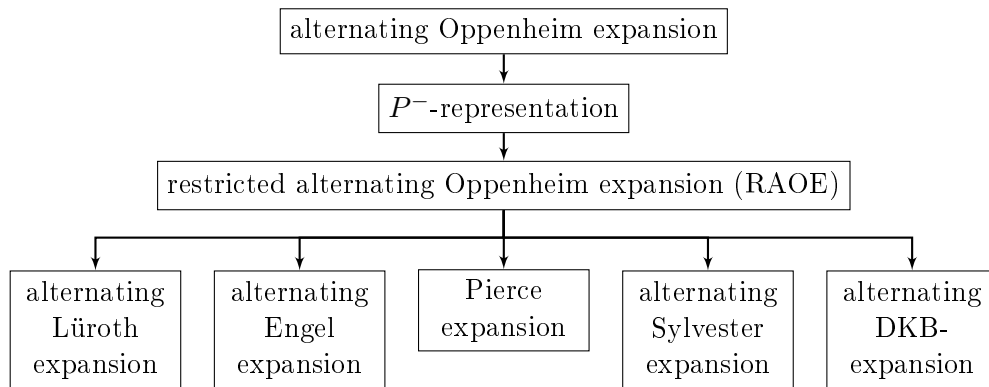 alternating Oppenheim expansion
P⁻-representation
restricted alternating Oppenheim expansion (RAOE)
alternating
Lüroth
expansion
alternating
Engel
expansion
Pierce
expansion
alternating
Sylvester
expansion
alternating
DKB-
expansion